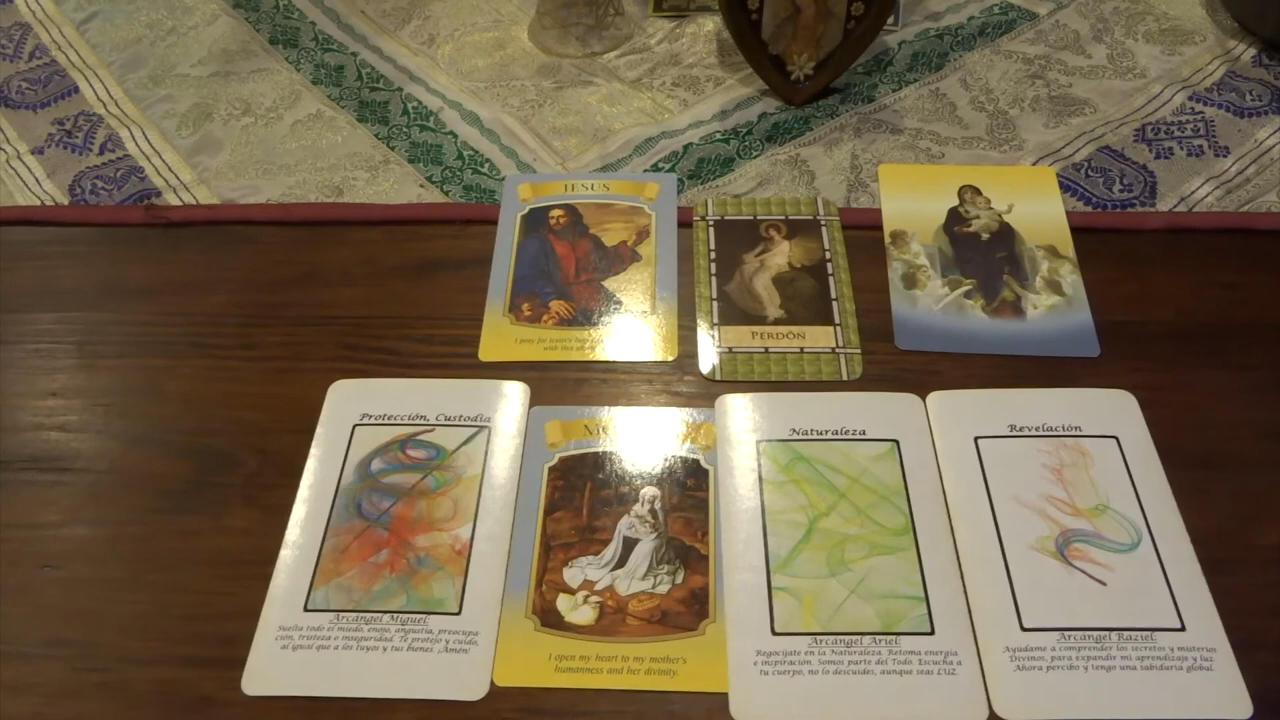 JESUS
I pray for Jesus's help
with this
PERDÓN
Protección, Custodia
Arcángel Miguel:
Suelta todo el miedo, enojo, angustia, preocupa-
ción, tristeza o inseguridad. Te protejo y cuido,
al igual que a los tuyos y tus bienes. ¡Amén!
I open my heart to my mother's
humanness and her divinity.
Naturaleza
Arcángel Ariel:
Regocíjate en la Naturaleza. Retoma energía
e inspiración. Somos parte del Todo. Escucha a
tu cuerpo, no lo descuides, aunque seas LUZ.
Revelación
Arcángel Raziel:
Ayúdame a comprender los secretos y misterios
Divinos, para expandir mi aprendizaje y luz.
Ahora percibo y tengo una sabiduría global.